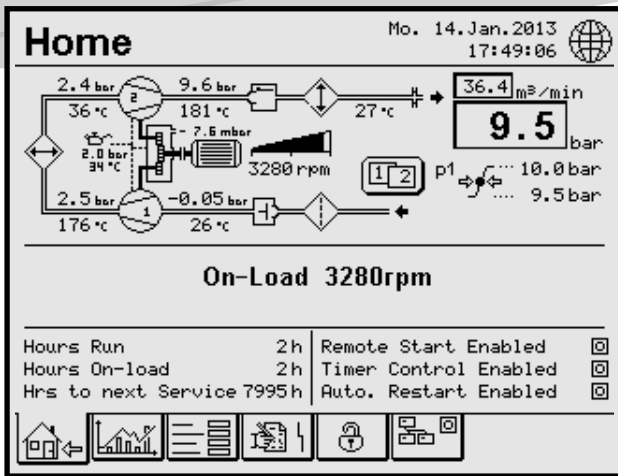 Home
Mo. 14.Jan.2013
17:49:06
2.4 bar 9.6 bar 36.4 m³/min
36 °C 2 181 °C 27 °C 9.5 bar
7.6 mbar
2.0 bar
34 °C
3280 rpm
1 2 p1 10.0 bar
9.5 bar
2.5 bar -0.05 bar
176 °C 1 26 °C
On-Load 3280rpm
Hours Run 2h Remote Start Enabled
Hours On-load 2h Timer Control Enabled
Hrs to next Service 7995h Auto. Restart Enabled